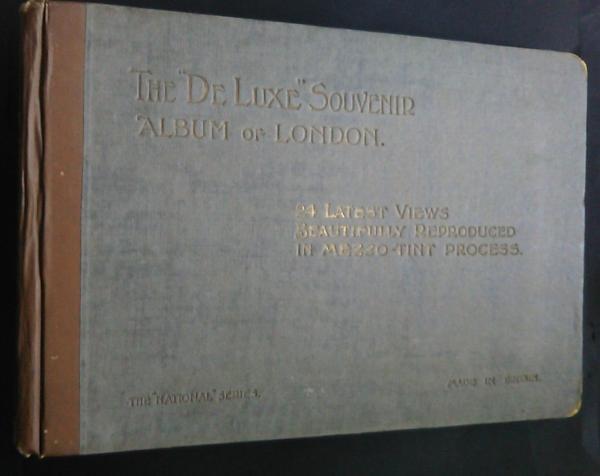 THE "DE LUXE" SOUVENIR
ALBUM OF LONDON.
24 LATEST VIEWS
BEAUTIFULLY REPRODUCED
IN MEZZO-TINT PROCESS.
THE "NATIONAL" SERIES.
MADE IN BRITAIN.